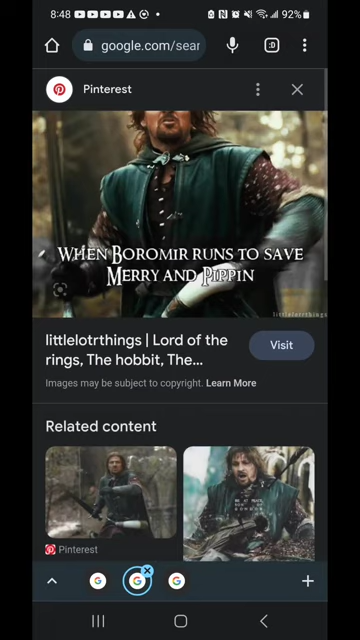 8:48
92%
google.com/sear
:D
Pinterest
WHEN BOROMIR RUNS TO SAVE
MERRY AND PIPPIN
littlelotrthings
littlelotrthings | Lord of the
rings, The hobbit, The...
Visit
Images may be subject to copyright. Learn More
Related content
Pinterest